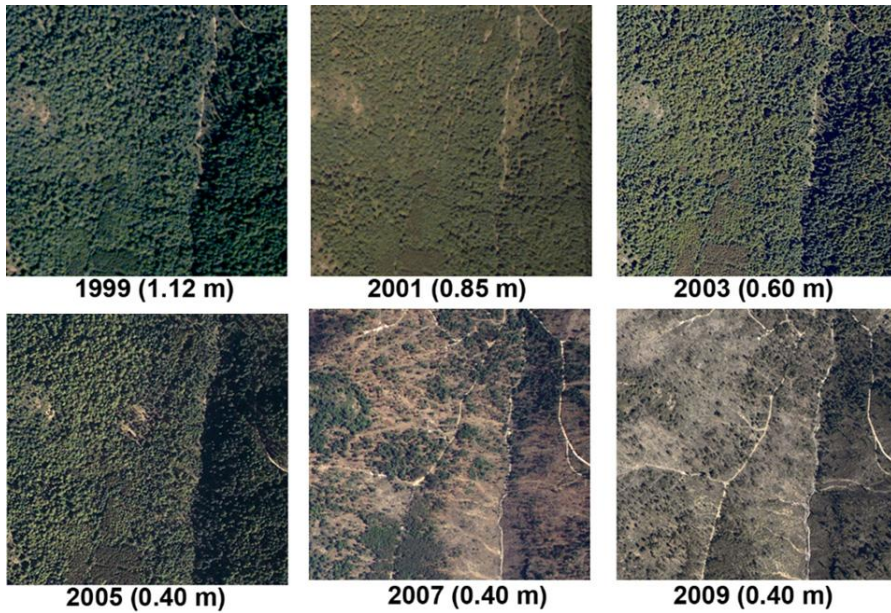 1999 (1.12 m)
2001 (0.85 m)
2003 (0.60 m)
2005 (0.40 m)
2007 (0.40 m)
2009 (0.40 m)